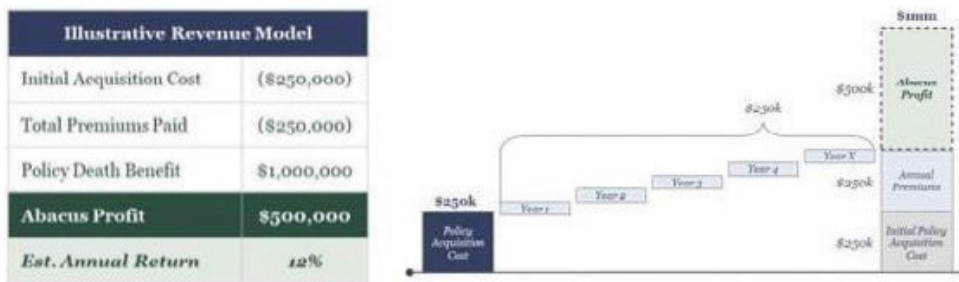 Illustrative Revenue Model
Initial Acquisition Cost ($250,000)
Total Premiums Paid ($250,000)
Policy Death Benefit $1,000,000
Abacus Profit $500,000
Est. Annual Return 12%
$1mm
$500k
Abacus
Profit
$250k
Year 1
Year 2
Year 3
Year 4
Year X
$250k
Annual
Premiums
$250k
Policy
Acquisition
Cost
$250k
Initial Policy
Acquisition
Cost